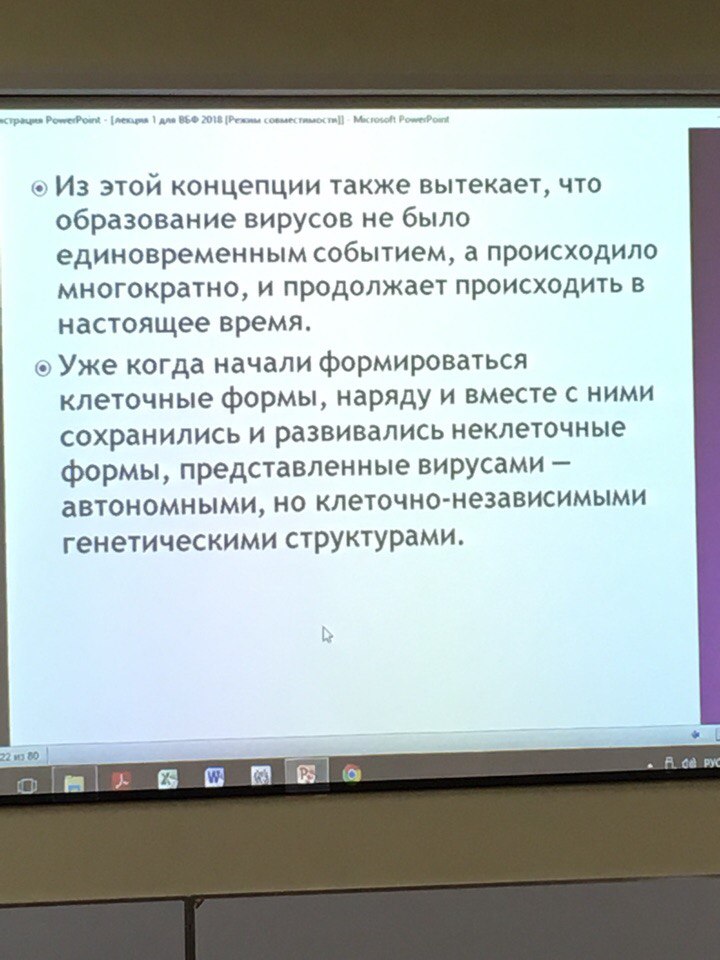 страция PowerPoint - [лекция 1 для ВБФ 2018 [Режим совместимости]] - Microsoft PowerPoint
Из этой концепции также вытекает, что
образование вирусов не было
единовременным событием, а происходило
многократно, и продолжает происходить в
настоящее время.
Уже когда начали формироваться
клеточные формы, наряду и вместе с ними
сохранились и развивались неклеточные
формы, представленные вирусами —
автономными, но клеточно-независимыми
генетическими структурами.
22 из 80
РУС